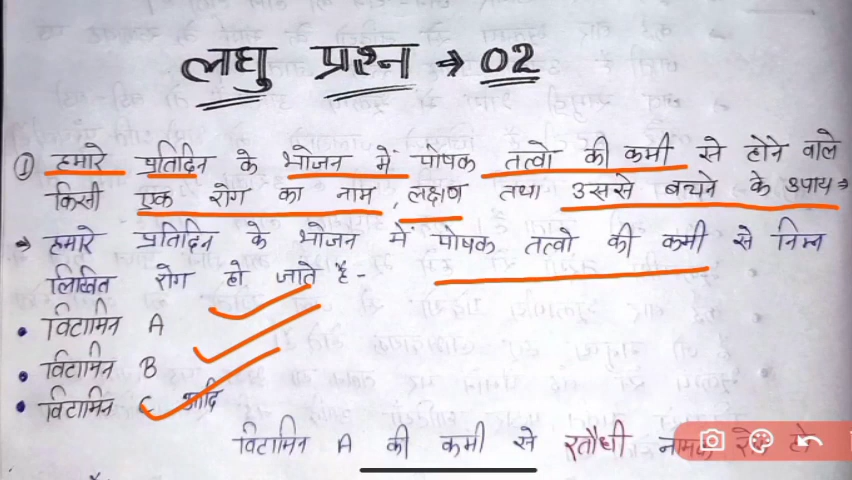 लघु प्रश्न → 02
① हमारे प्रतिदिन के भोजन में पोषक तत्वो की कमी से होने वाले
किसी एक रोग का नाम, लक्षण तथा उससे बचने के उपाय⇒
⇒ हमारे प्रतिदिन के भोजन में पोषक तत्वो की कमी से निम्न
लिखित रोग हो जाते है -
• विटामिन A
• विटामिन B
• विटामिन C आदि
विटामिन A की कमी से रतौंधी नामक